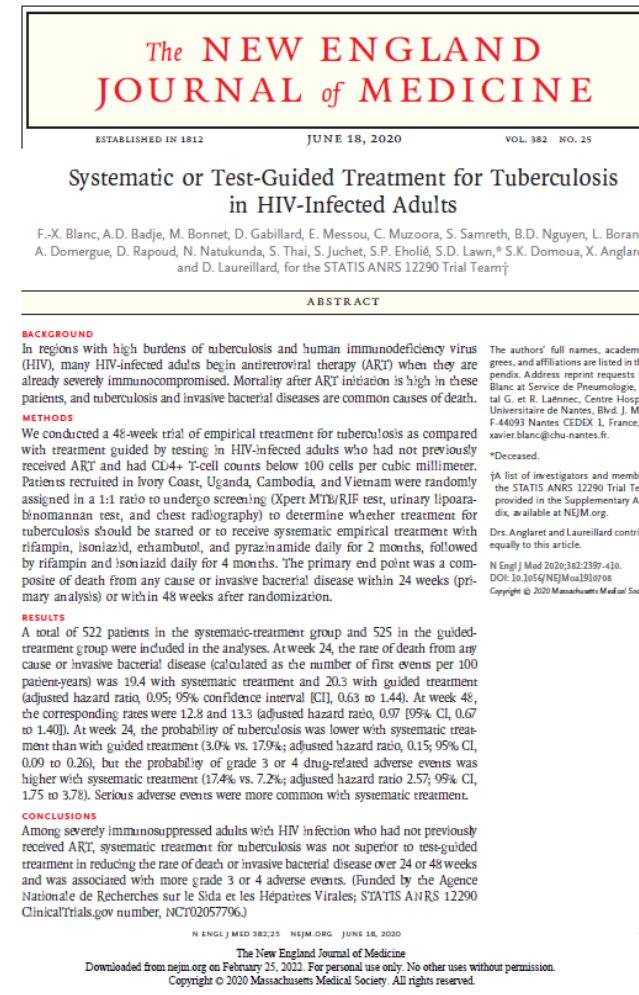 The NEW ENGLAND
JOURNAL of MEDICINE
ESTABLISHED IN 1812 JUNE 18, 2020 VOL. 382 NO. 25
Systematic or Test-Guided Treatment for Tuberculosis
in HIV-Infected Adults
F.-X. Blanc, A.D. Badje, M. Bonnet, D. Gabillard, E. Messou, C. Muzoora, S. Samreth, B.D. Nguyen, L. Boran
A. Domergue, D. Rapoud, N. Natukunda, S. Thai, S. Juchet, S.P. Eholié, S.D. Lawn,* S.K. Domoua, X. Anglare
and D. Laureillard, for the STATIS ANRS 12290 Trial Team†
ABSTRACT
BACKGROUND
In regions with high burdens of tuberculosis and human immunodeficiency virus
(HIV), many HIV-infected adults begin antiretroviral therapy (ART) when they are
already severely immunocompromised. Mortality after ART initiation is high in these
patients, and tuberculosis and invasive bacterial diseases are common causes of death.
METHODS
We conducted a 48-week trial of empirical treatment for tuberculosis as compared
with treatment guided by testing in HIV-infected adults who had not previously
received ART and had CD4+ T-cell counts below 100 cells per cubic millimeter.
Patients recruited in Ivory Coast, Uganda, Cambodia, and Vietnam were randomly
assigned in a 1:1 ratio to undergo screening (Xpert MTB/RIF test, urinary lipoara-
binomannan test, and chest radiography) to determine whether treatment for
tuberculosis should be started or to receive systematic empirical treatment with
rifampin, isoniazid, ethambutol, and pyrazinamide daily for 2 months, followed
by rifampin and isoniazid daily for 4 months. The primary end point was a com-
posite of death from any cause or invasive bacterial disease within 24 weeks (pri-
mary analysis) or within 48 weeks after randomization.
RESULTS
A total of 522 patients in the systematic-treatment group and 525 in the guided-
treatment group were included in the analyses. At week 24, the rate of death from any
cause or invasive bacterial disease (calculated as the number of first events per 100
patient-years) was 19.4 with systematic treatment and 20.3 with guided treatment
(adjusted hazard ratio, 0.95; 95% confidence interval [CI], 0.63 to 1.44). At week 48,
the corresponding rates were 12.8 and 13.3 (adjusted hazard ratio, 0.97 [95% CI, 0.67
to 1.40]). At week 24, the probability of tuberculosis was lower with systematic treat-
ment than with guided treatment (3.0% vs. 17.9%; adjusted hazard ratio, 0.15; 95% CI,
0.09 to 0.26), but the probability of grade 3 or 4 drug-related adverse events was
higher with systematic treatment (17.4% vs. 7.2%; adjusted hazard ratio 2.57; 95% CI,
1.75 to 3.78). Serious adverse events were more common with systematic treatment.
CONCLUSIONS
Among severely immunosuppressed adults with HIV infection who had not previously
received ART, systematic treatment for tuberculosis was not superior to test-guided
treatment in reducing the rate of death or invasive bacterial disease over 24 or 48 weeks
and was associated with more grade 3 or 4 adverse events. (Funded by the Agence
Nationale de Recherches sur le Sida et les Hépatites Virales; STATIS ANRS 12290
ClinicalTrials.gov number, NCT02057796.)
The authors' full names, academ
grees, and affiliations are listed in th
pendix. Address reprint requests
Blanc at Service de Pneumologie,
tal G. et R. Laënnec, Centre Hosp
Universitaire de Nantes, Blvd. J. M
F-44093 Nantes CEDEX 1, France,
xavier.blanc@chu-nantes.fr.
*Deceased.
†A list of investigators and memb
the STATIS ANRS 12290 Trial Te
provided in the Supplementary A
dix, available at NEJM.org.
Drs. Anglaret and Laureillard contri
equally to this article.
N Engl J Med 2020;382:2397-410.
DOI: 10.1056/NEJMoa1910708
Copyright © 2020 Massachusetts Medical Soc
N ENGL J MED 382;25 NEJM.ORG JUNE 18, 2020
The New England Journal of Medicine
Downloaded from nejm.org on February 25, 2022. For personal use only. No other uses without permission.
Copyright © 2020 Massachusetts Medical Society. All rights reserved.